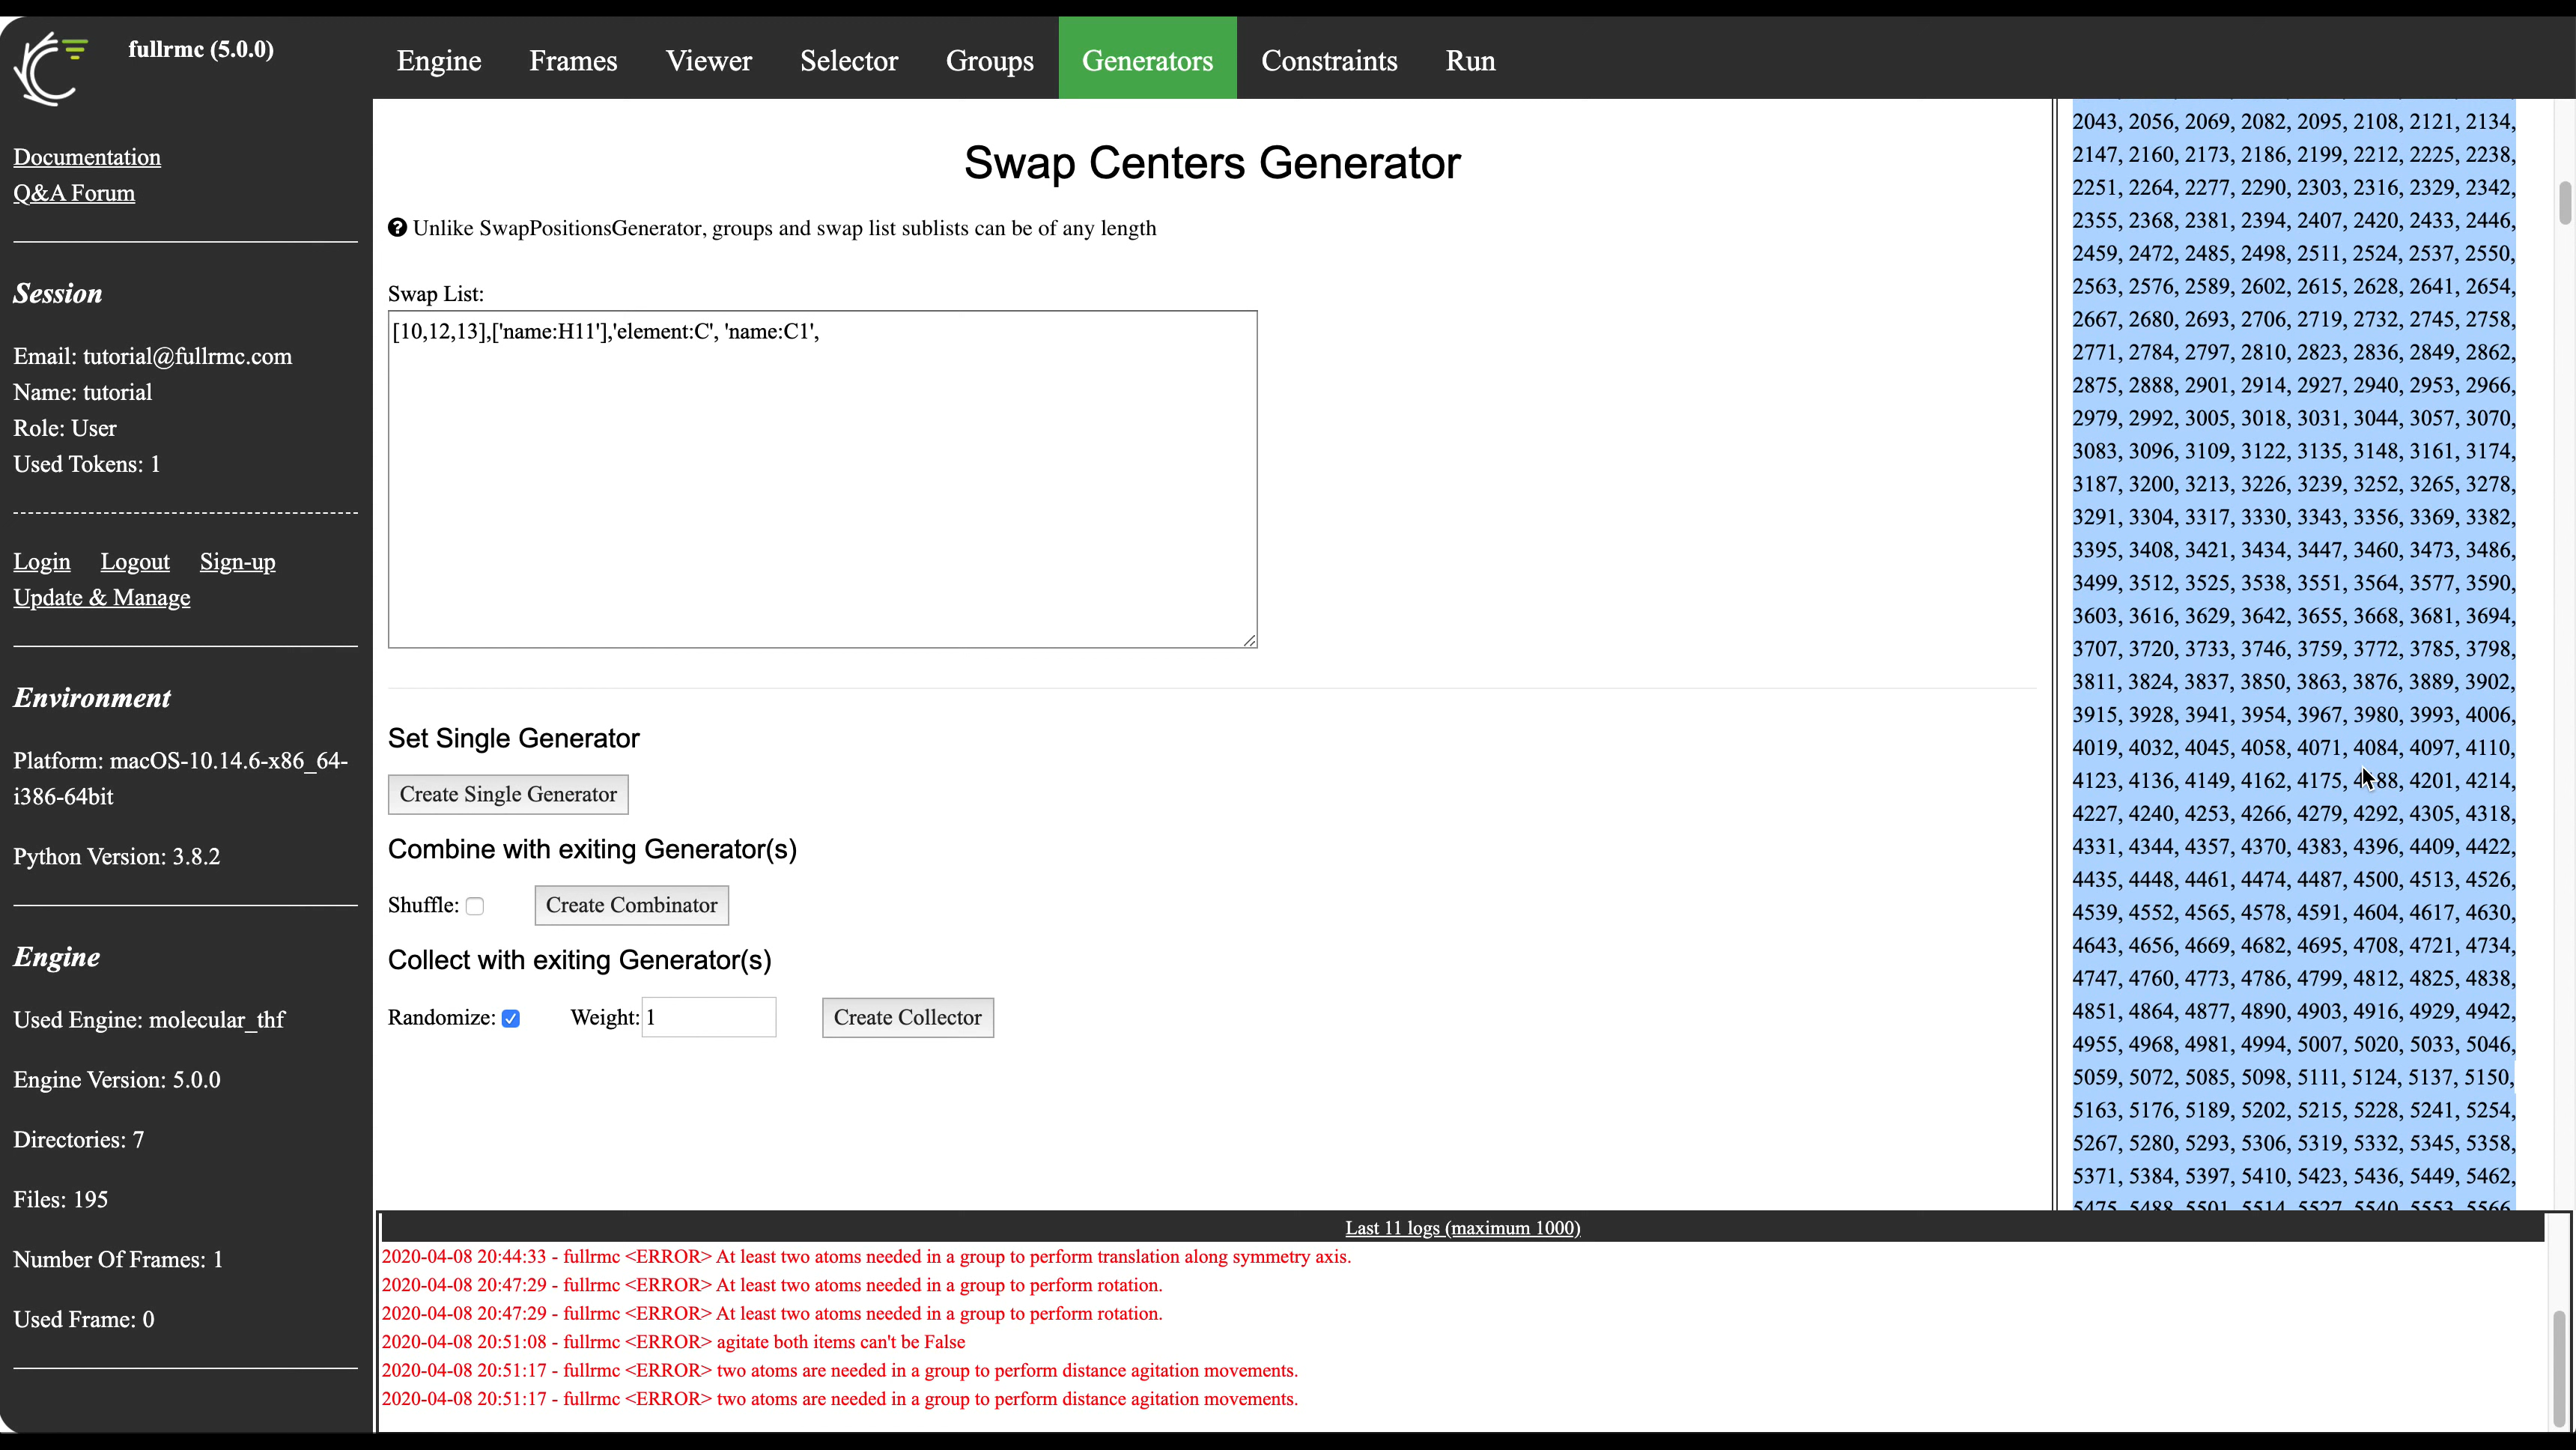 fullrmc (5.0.0)
Engine Frames Viewer Selector Groups Generators Constraints Run
Documentation
Q&A Forum
Session
Email: tutorial@fullrmc.com
Name: tutorial
Role: User
Used Tokens: 1
Login Logout Sign-up
Update & Manage
Environment
Platform: macOS-10.14.6-x86_64-
i386-64bit
Python Version: 3.8.2
Engine
Used Engine: molecular_thf
Engine Version: 5.0.0
Directories: 7
Files: 195
Number Of Frames: 1
Used Frame: 0
Swap Centers Generator
Unlike SwapPositionsGenerator, groups and swap list sublists can be of any length
Swap List:
[10,12,13],['name:H11'],'element:C', 'name:C1',
Set Single Generator
Create Single Generator
Combine with exiting Generator(s)
Shuffle: Create Combinator
Collect with exiting Generator(s)
Randomize: Weight: 1 Create Collector
2043, 2056, 2069, 2082, 2095, 2108, 2121, 2134,
2147, 2160, 2173, 2186, 2199, 2212, 2225, 2238,
2251, 2264, 2277, 2290, 2303, 2316, 2329, 2342,
2355, 2368, 2381, 2394, 2407, 2420, 2433, 2446,
2459, 2472, 2485, 2498, 2511, 2524, 2537, 2550,
2563, 2576, 2589, 2602, 2615, 2628, 2641, 2654,
2667, 2680, 2693, 2706, 2719, 2732, 2745, 2758,
2771, 2784, 2797, 2810, 2823, 2836, 2849, 2862,
2875, 2888, 2901, 2914, 2927, 2940, 2953, 2966,
2979, 2992, 3005, 3018, 3031, 3044, 3057, 3070,
3083, 3096, 3109, 3122, 3135, 3148, 3161, 3174,
3187, 3200, 3213, 3226, 3239, 3252, 3265, 3278,
3291, 3304, 3317, 3330, 3343, 3356, 3369, 3382,
3395, 3408, 3421, 3434, 3447, 3460, 3473, 3486,
3499, 3512, 3525, 3538, 3551, 3564, 3577, 3590,
3603, 3616, 3629, 3642, 3655, 3668, 3681, 3694,
3707, 3720, 3733, 3746, 3759, 3772, 3785, 3798,
3811, 3824, 3837, 3850, 3863, 3876, 3889, 3902,
3915, 3928, 3941, 3954, 3967, 3980, 3993, 4006,
4019, 4032, 4045, 4058, 4071, 4084, 4097, 4110,
4123, 4136, 4149, 4162, 4175, 4188, 4201, 4214,
4227, 4240, 4253, 4266, 4279, 4292, 4305, 4318,
4331, 4344, 4357, 4370, 4383, 4396, 4409, 4422,
4435, 4448, 4461, 4474, 4487, 4500, 4513, 4526,
4539, 4552, 4565, 4578, 4591, 4604, 4617, 4630,
4643, 4656, 4669, 4682, 4695, 4708, 4721, 4734,
4747, 4760, 4773, 4786, 4799, 4812, 4825, 4838,
4851, 4864, 4877, 4890, 4903, 4916, 4929, 4942,
4955, 4968, 4981, 4994, 5007, 5020, 5033, 5046,
5059, 5072, 5085, 5098, 5111, 5124, 5137, 5150,
5163, 5176, 5189, 5202, 5215, 5228, 5241, 5254,
5267, 5280, 5293, 5306, 5319, 5332, 5345, 5358,
5371, 5384, 5397, 5410, 5423, 5436, 5449, 5462,
5475, 5488, 5501, 5514, 5527, 5540, 5553, 5566,
Last 11 logs (maximum 1000)
2020-04-08 20:44:33 - fullrmc <ERROR> At least two atoms needed in a group to perform translation along symmetry axis.
2020-04-08 20:47:29 - fullrmc <ERROR> At least two atoms needed in a group to perform rotation.
2020-04-08 20:47:29 - fullrmc <ERROR> At least two atoms needed in a group to perform rotation.
2020-04-08 20:51:08 - fullrmc <ERROR> agitate both items can't be False
2020-04-08 20:51:17 - fullrmc <ERROR> two atoms are needed in a group to perform distance agitation movements.
2020-04-08 20:51:17 - fullrmc <ERROR> two atoms are needed in a group to perform distance agitation movements.